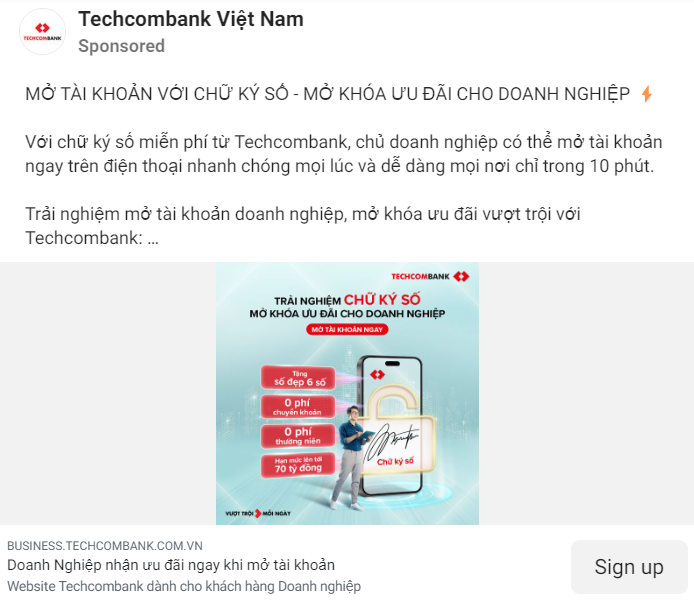 TECHCOMBANK
Techcombank Việt Nam
Sponsored
MỞ TÀI KHOẢN VỚI CHỮ KÝ SỐ - MỞ KHÓA ƯU ĐÃI CHO DOANH NGHIỆP ⚡
Với chữ ký số miễn phí từ Techcombank, chủ doanh nghiệp có thể mở tài khoản
ngay trên điện thoại nhanh chóng mọi lúc và dễ dàng mọi nơi chỉ trong 10 phút.
Trải nghiệm mở tài khoản doanh nghiệp, mở khóa ưu đãi vượt trội với
Techcombank: ...
TECHCOMBANK
TRẢI NGHIỆM CHỮ KÝ SỐ
MỞ KHÓA ƯU ĐÃI CHO DOANH NGHIỆP
MỞ TÀI KHOẢN NGAY
Tặng
số đẹp 6 số
0 phí
chuyển khoản
0 phí
thường niên
Hạn mức lên tới
70 tỷ đồng
Chữ ký số
VƯỢT TRỘI MỖI NGÀY
BUSINESS.TECHCOMBANK.COM.VN
Doanh Nghiệp nhận ưu đãi ngay khi mở tài khoản
Website Techcombank dành cho khách hàng Doanh nghiệp
Sign up